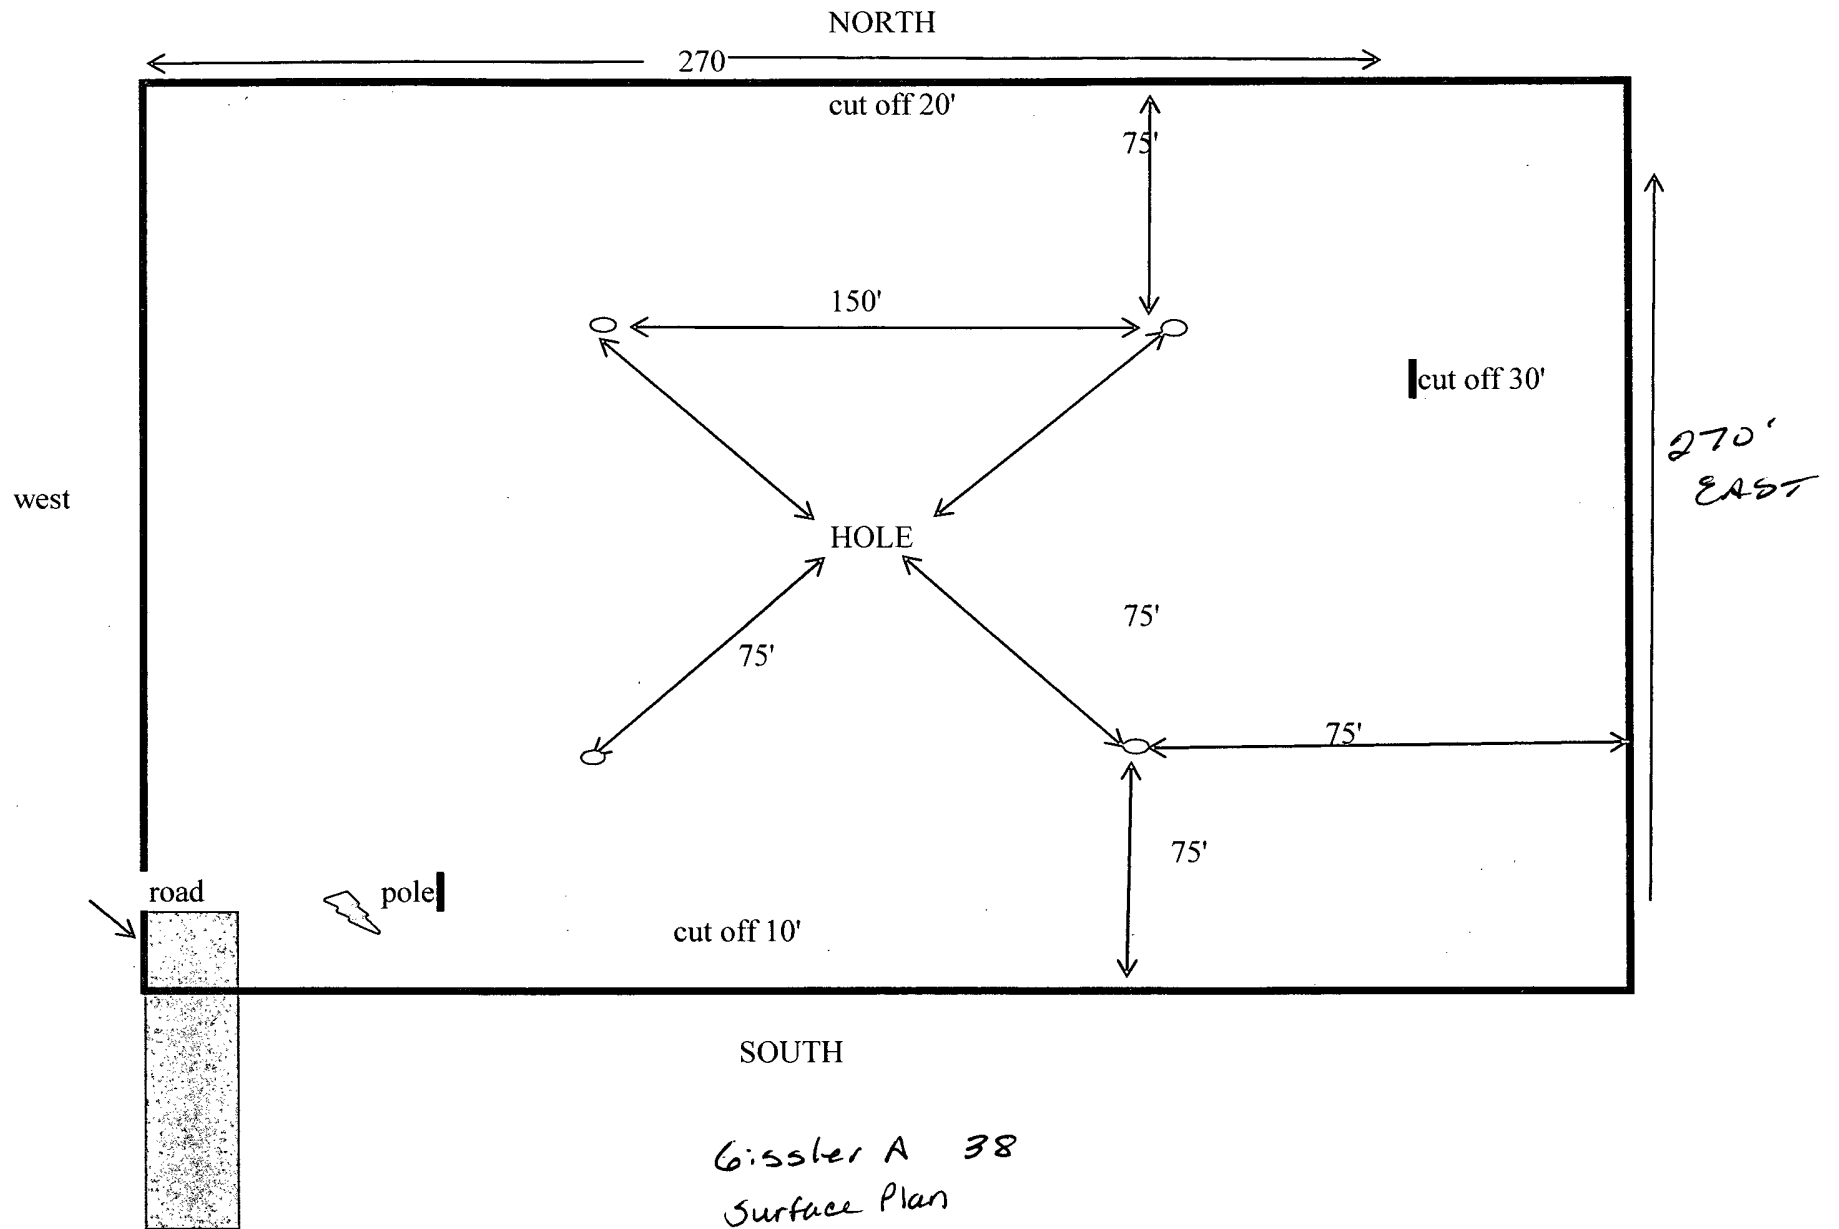 NORTH
270
cut off 20'
75'
150'
cut off 30'
270'
EAST
west
HOLE
75'
75'
75'
75'
road
pole
cut off 10'
SOUTH
Gissler A 38
Surface Plan